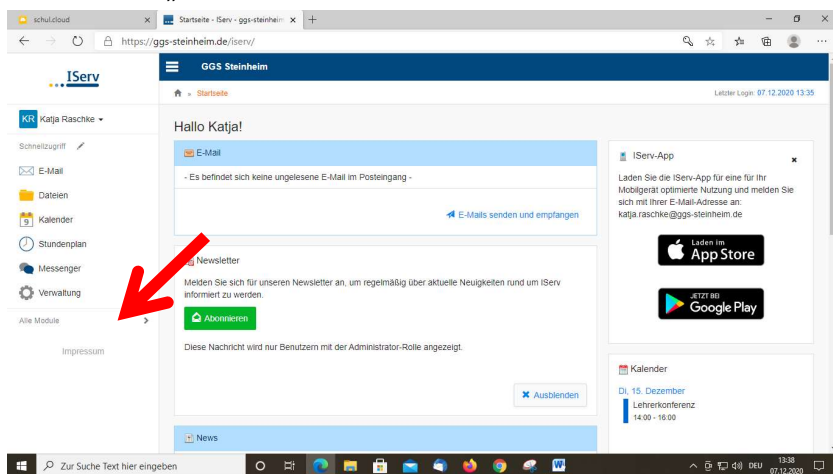 schul.cloud
Startseite - IServ - ggs-steinheim
https://ggs-steinheim.de/iserv/
IServ
GGS Steinheim
Startseite
Letzter Login: 07.12.2020 13:35
KR Katja Raschke
Schnellzugriff
E-Mail
Dateien
9 Kalender
Stundenplan
Messenger
Verwaltung
Alle Module
Impressum
Hallo Katja!
E-Mail
- Es befindet sich keine ungelesene E-Mail im Posteingang -
E-Mails senden und empfangen
Newsletter
Melden Sie sich für unseren Newsletter an, um regelmäßig über aktuelle Neuigkeiten rund um IServ
informiert zu werden.
Abonnieren
Diese Nachricht wird nur Benutzern mit der Administrator-Rolle angezeigt.
Ausblenden
News
IServ-App
Laden Sie die IServ-App für eine für Ihr
Mobilgerät optimierte Nutzung und melden Sie
sich mit Ihrer E-Mail-Adresse an:
katja.raschke@ggs-steinheim.de
Laden im
App Store
JETZT BEI
Google Play
Kalender
Di, 15. Dezember
Lehrerkonferenz
14:00 - 16:00
Zur Suche Text hier eingeben
DEU
13:38
07.12.2020